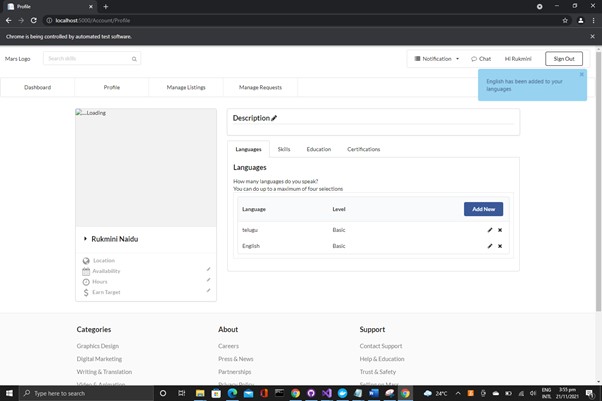 Profile
localhost:5000/Account/Profile
Chrome is being controlled by automated test software.
Mars Logo
Search skills
Notification
Chat
Hi Rukmini
Sign Out
English has been added to your
languages
Dashboard
Profile
Manage Listings
Manage Requests
Loading
Description
Languages
Skills
Education
Certifications
Languages
How many languages do you speak?
You can do up to a maximum of four selections
Language
Level
Add New
telugu
Basic
English
Basic
Rukmini Naidu
Location
Availability
Hours
Earn Target
Categories
About
Support
Graphics Design
Careers
Contact Support
Digital Marketing
Press & News
Help & Education
Writing & Translation
Partnerships
Trust & Safety
Video & Animation
Privacy Policy
Type here to search
24°C
ENG
INTL
3:55 pm
21/11/2021